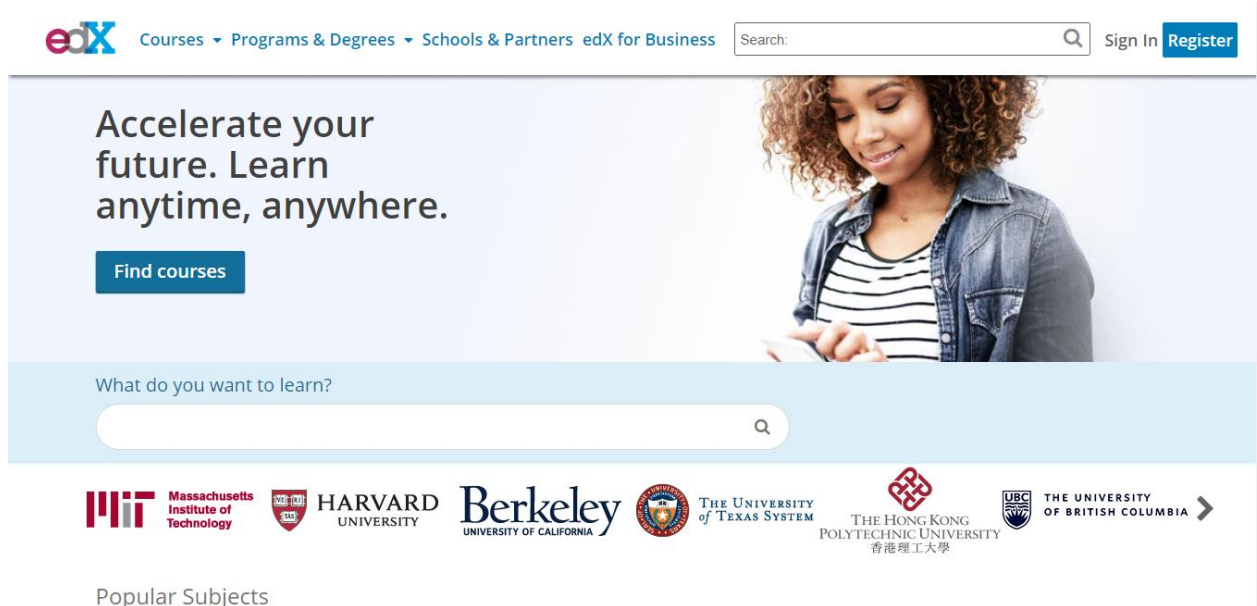 edX Courses Programs & Degrees Schools & Partners edX for Business Search: Sign In Register
Accelerate your
future. Learn
anytime, anywhere.
Find courses
What do you want to learn?
Massachusetts
Institute of
Technology
VE RI
TAS
HARVARD
UNIVERSITY
Berkeley
UNIVERSITY OF CALIFORNIA
THE UNIVERSITY
of TEXAS SYSTEM
THE HONG KONG
POLYTECHNIC UNIVERSITY
香港理工大學
UBC
THE UNIVERSITY
OF BRITISH COLUMBIA
Popular Subjects